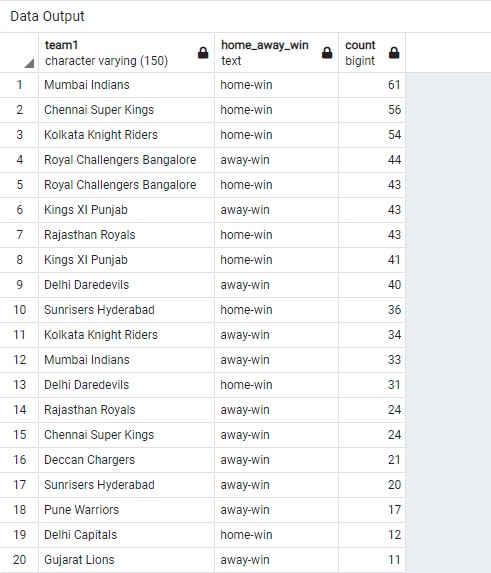 Data Output
team1 home_away_win count
character varying (150) text bigint
1 Mumbai Indians home-win 61
2 Chennai Super Kings home-win 56
3 Kolkata Knight Riders home-win 54
4 Royal Challengers Bangalore away-win 44
5 Royal Challengers Bangalore home-win 43
6 Kings XI Punjab away-win 43
7 Rajasthan Royals home-win 43
8 Kings XI Punjab home-win 41
9 Delhi Daredevils away-win 40
10 Sunrisers Hyderabad home-win 36
11 Kolkata Knight Riders away-win 34
12 Mumbai Indians away-win 33
13 Delhi Daredevils home-win 31
14 Rajasthan Royals away-win 24
15 Chennai Super Kings away-win 24
16 Deccan Chargers away-win 21
17 Sunrisers Hyderabad away-win 20
18 Pune Warriors away-win 17
19 Delhi Capitals home-win 12
20 Gujarat Lions away-win 11